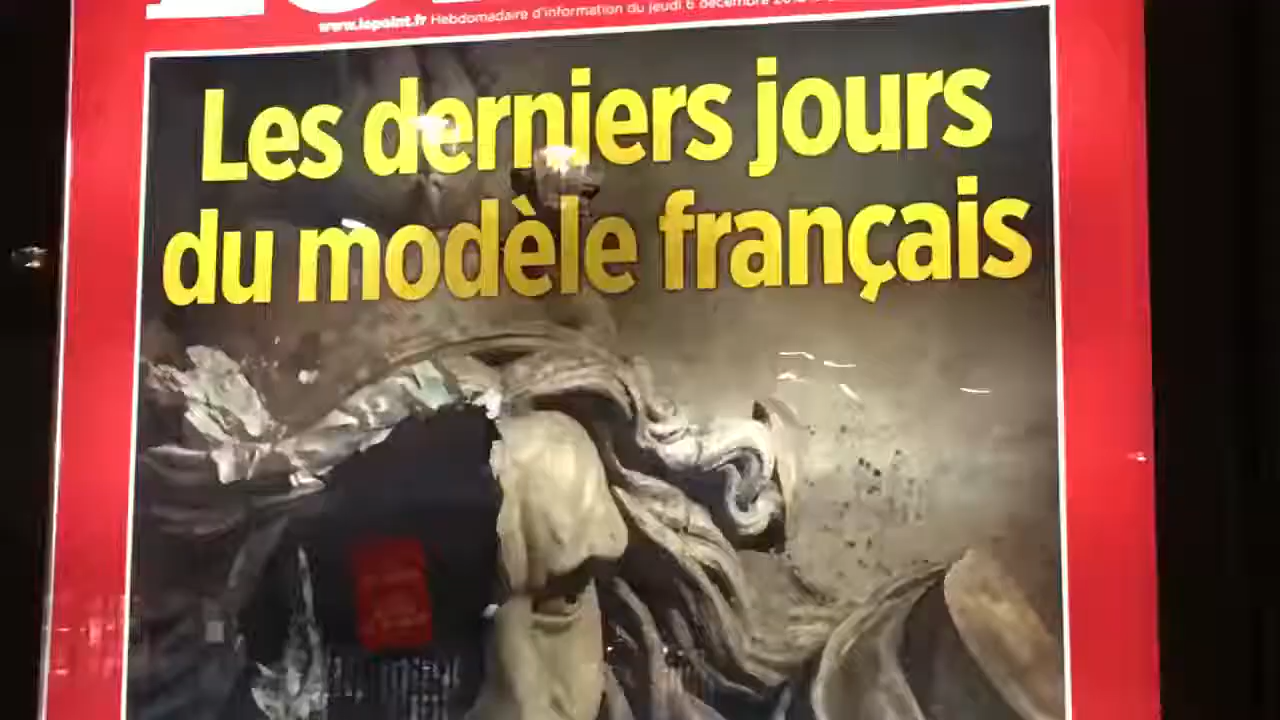 www.lepoint.fr Hebdomadaire d'information du jeudi 6 décembre
Les derniers jours
du modèle français